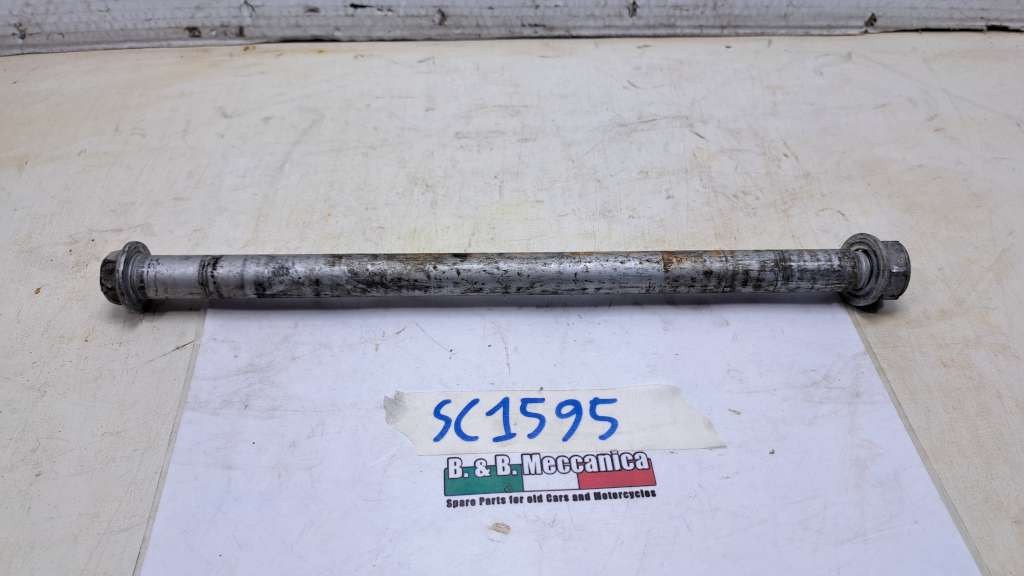 SC1595
B. & B. Meccanica
Spare Parts for old Cars and Motorcycles